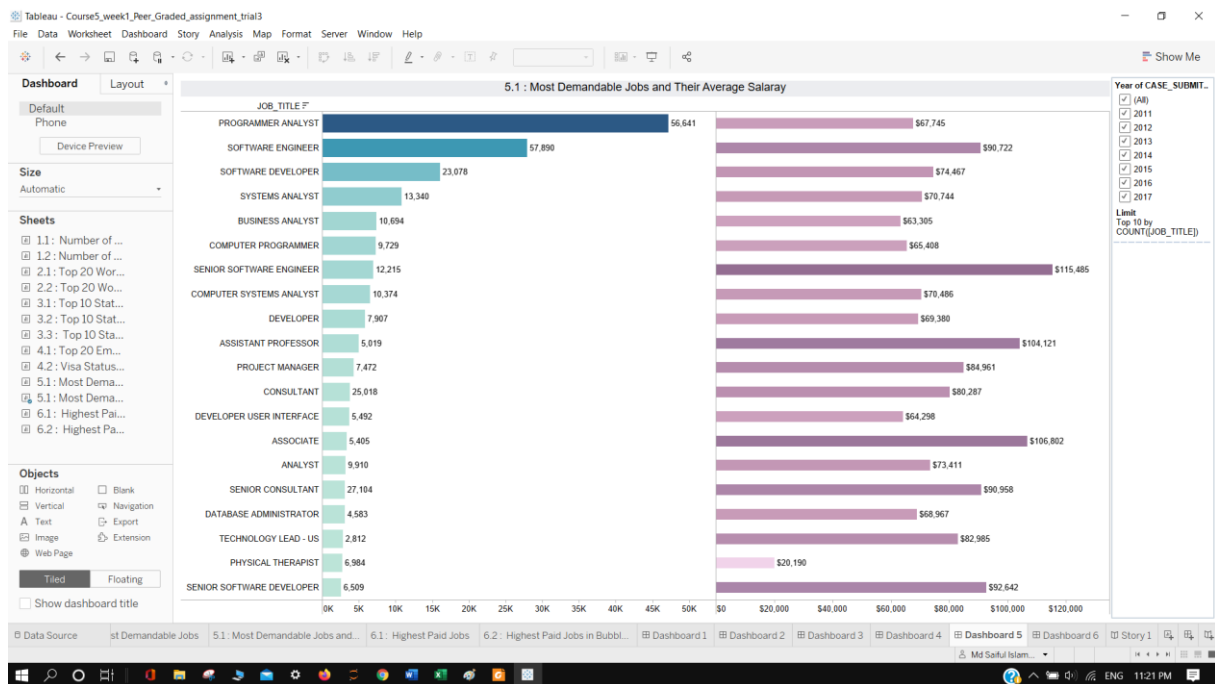 Tableau - Course5_week1_Peer_Graded_assignment_trial3
File Data Worksheet Dashboard Story Analysis Map Format Server Window Help
Show Me
Dashboard Layout
Default
Phone
Device Preview
Size
Automatic
Sheets
1.1 : Number of ...
1.2 : Number of ...
2.1 : Top 20 Wor...
2.2 : Top 20 Wo...
3.1 : Top 10 Stat...
3.2 : Top 10 Stat...
3.3 : Top 10 Sta...
4.1 : Top 20 Em...
4.2 : Visa Status...
5.1 : Most Dema...
5.1 : Most Dema...
6.1 : Highest Pai...
6.2 : Highest Pa...
Objects
Horizontal Blank
Vertical Navigation
Text Export
Image Extension
Web Page
Tiled Floating
Show dashboard title
5.1 : Most Demandable Jobs and Their Average Salaray
JOB_TITLE
PROGRAMMER ANALYST 56,641 $67,745
SOFTWARE ENGINEER 57,890 $90,722
SOFTWARE DEVELOPER 23,078 $74,467
SYSTEMS ANALYST 13,340 $70,744
BUSINESS ANALYST 10,694 $63,305
COMPUTER PROGRAMMER 9,729 $65,408
SENIOR SOFTWARE ENGINEER 12,215 $115,485
COMPUTER SYSTEMS ANALYST 10,374 $70,486
DEVELOPER 7,907 $69,380
ASSISTANT PROFESSOR 5,019 $104,121
PROJECT MANAGER 7,472 $84,961
CONSULTANT 25,018 $80,287
DEVELOPER USER INTERFACE 5,492 $64,298
ASSOCIATE 5,405 $106,802
ANALYST 9,910 $73,411
SENIOR CONSULTANT 27,104 $90,958
DATABASE ADMINISTRATOR 4,583 $68,967
TECHNOLOGY LEAD - US 2,812 $82,985
PHYSICAL THERAPIST 6,984 $20,190
SENIOR SOFTWARE DEVELOPER 6,509 $92,642
0K 5K 10K 15K 20K 25K 30K 35K 40K 45K 50K $0 $20,000 $40,000 $60,000 $80,000 $100,000 $120,000
Year of CASE_SUBMIT..
(All)
2011
2012
2013
2014
2015
2016
2017
Limit
Top 10 by
COUNT([JOB_TITLE])
Data Source st Demandable Jobs 5.1 : Most Demandable Jobs and... 6.1 : Highest Paid Jobs 6.2 : Highest Paid Jobs in Bubbl... Dashboard 1 Dashboard 2 Dashboard 3 Dashboard 4 Dashboard 5 Dashboard 6 Story 1
Md Saiful Islam...
ENG 11:21 PM